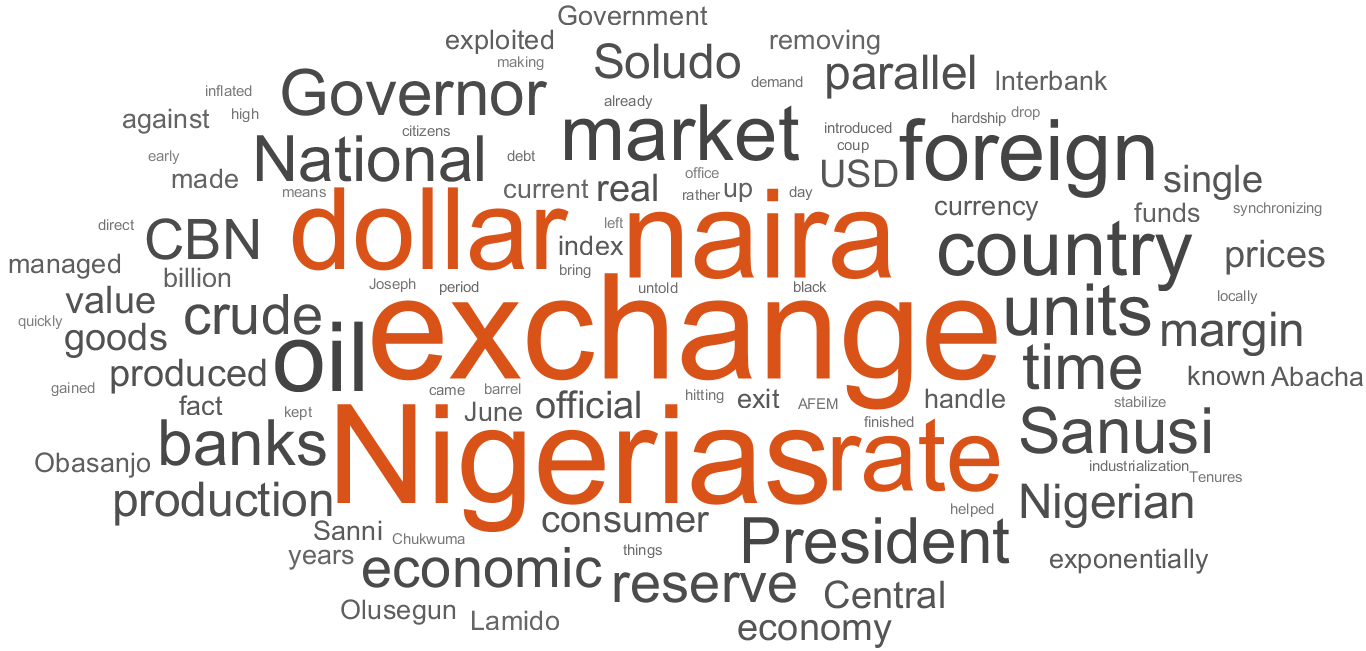 Government
exploited
removing
making
Soludo
parallel
Interbank
demand
Governor
inflated
already
hardship
drop
against
high
market
introduced
foreign
citizens
coup
National
early
debt
made
current
real
office
rather
up
day
USD
single
means
dollar
naira
currency
funds
synchronizing
direct
left
CBN
index
country
prices
managed
billion
bring
Joseph
period
untold
black
locally
value
crude
exchange
units
quickly
goods
oil
margin
produced
time
gained
came
barrel
known
Abacha
fact
kept
June
official
hitting
exit
AFEM
handle
stabilize
banks
Nigerias
finished
rate
Sanusi
Obasanjo
industrialization
Tenures
production
Nigerian
helped
Sanni
consumer
Chukwuma
President
years
things
exponentially
economic
reserve
Central
Olusegun
Lamido
economy